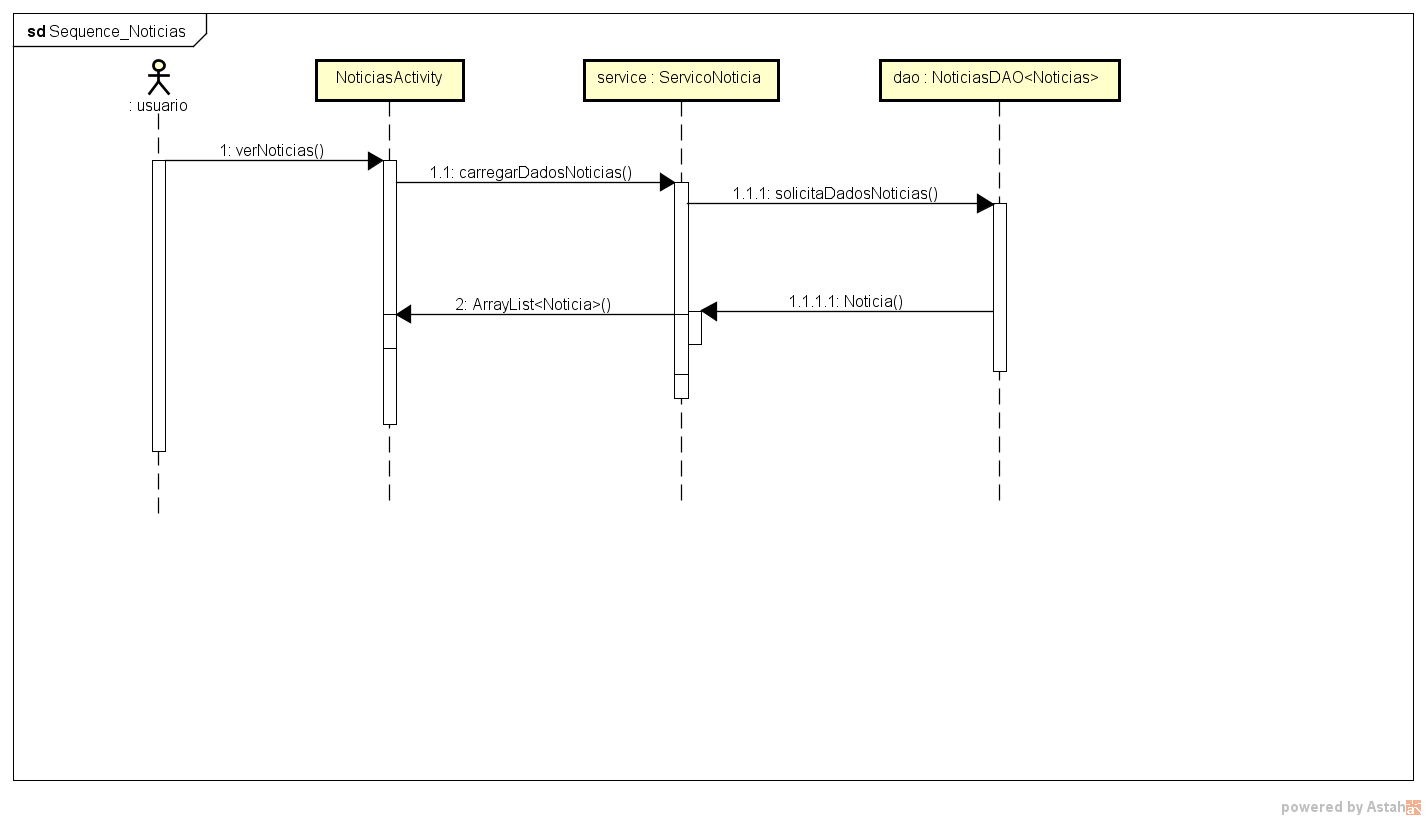 sd Sequence_Noticias
: usuario
NoticiasActivity
service : ServicoNoticia
dao : NoticiasDAO<Noticias>
1: verNoticias()
1.1: carregarDadosNoticias()
1.1.1: solicitaDadosNoticias()
2: ArrayList<Noticia>()
1.1.1.1: Noticia()
powered by Astah